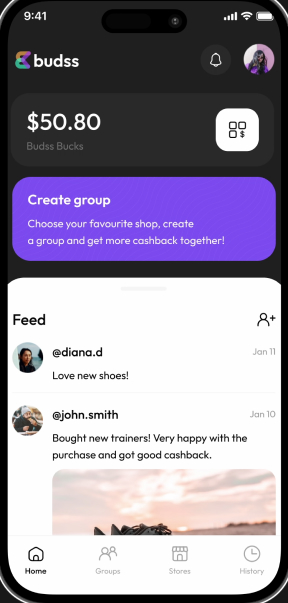 9:41
budss
$50.80
Budss Bucks
$
Create group
Choose your favourite shop, create
a group and get more cashback together!
Feed
@diana.d
Jan 11
Love new shoes!
@john.smith
Jan 10
Bought new trainers! Very happy with the
purchase and got good cashback.
Home
Groups
Stores
History